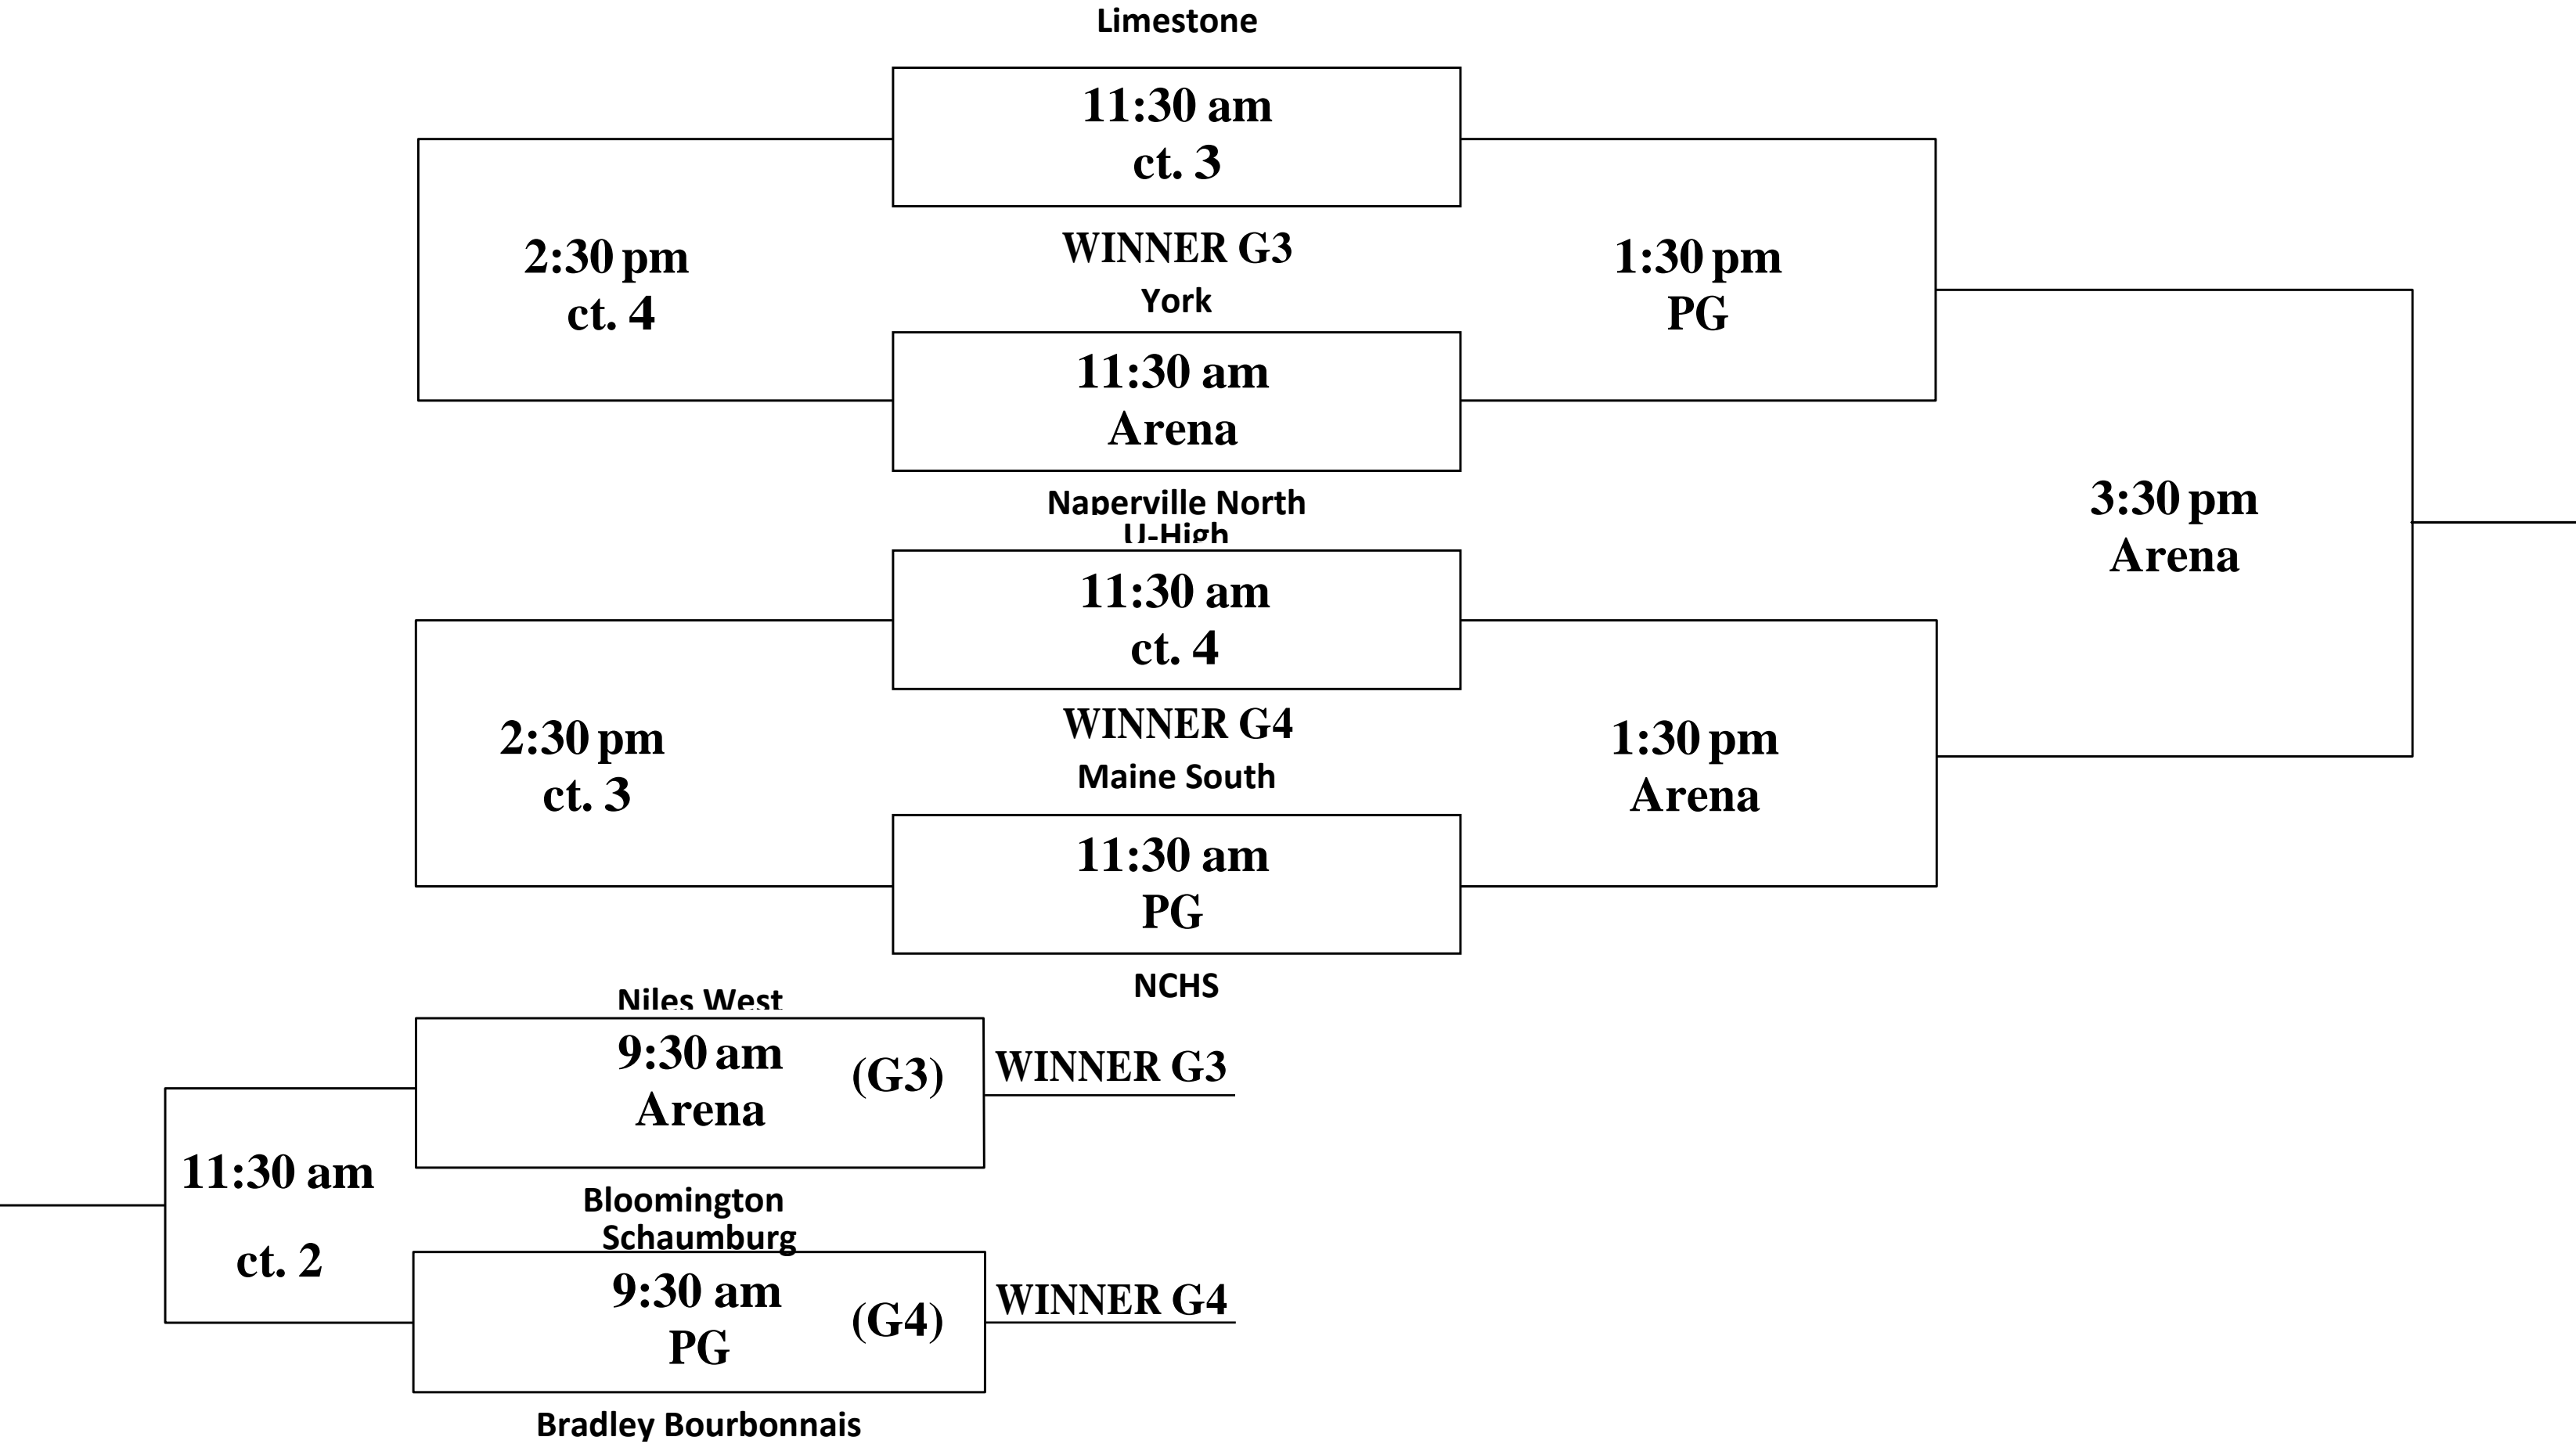 Limestone
11:30 am
ct. 3
WINNER G3
York
2:30 pm
ct. 4
1:30 pm
PG
11:30 am
Arena
Naperville North
U-High
3:30 pm
Arena
11:30 am
ct. 4
WINNER G4
Maine South
2:30 pm
ct. 3
1:30 pm
Arena
11:30 am
PG
NCHS
Niles West
9:30 am
Arena
(G3)
WINNER G3
Bloomington
11:30 am
ct. 2
Schaumburg
9:30 am
PG
(G4)
WINNER G4
Bradley Bourbonnais